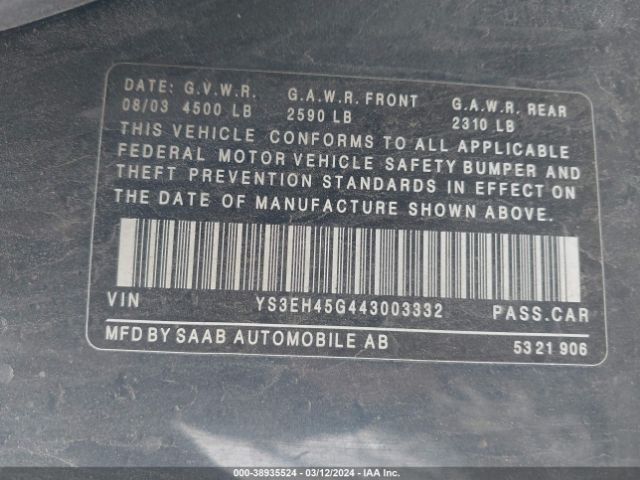 DATE: G.V.W.R. G.A.W.R. FRONT G.A.W.R. REAR
08/03 4500 LB 2590 LB 2310 LB
THIS VEHICLE CONFORMS TO ALL APPLICABLE
FEDERAL MOTOR VEHICLE SAFETY BUMPER AND
THEFT PREVENTION STANDARDS IN EFFECT ON
THE DATE OF MANUFACTURE SHOWN ABOVE.
VIN YS3EH45G443003332 PASS.CAR
MFD BY SAAB AUTOMOBILE AB 5321906
000-38935524 - 03/12/2024 - IAA Inc.